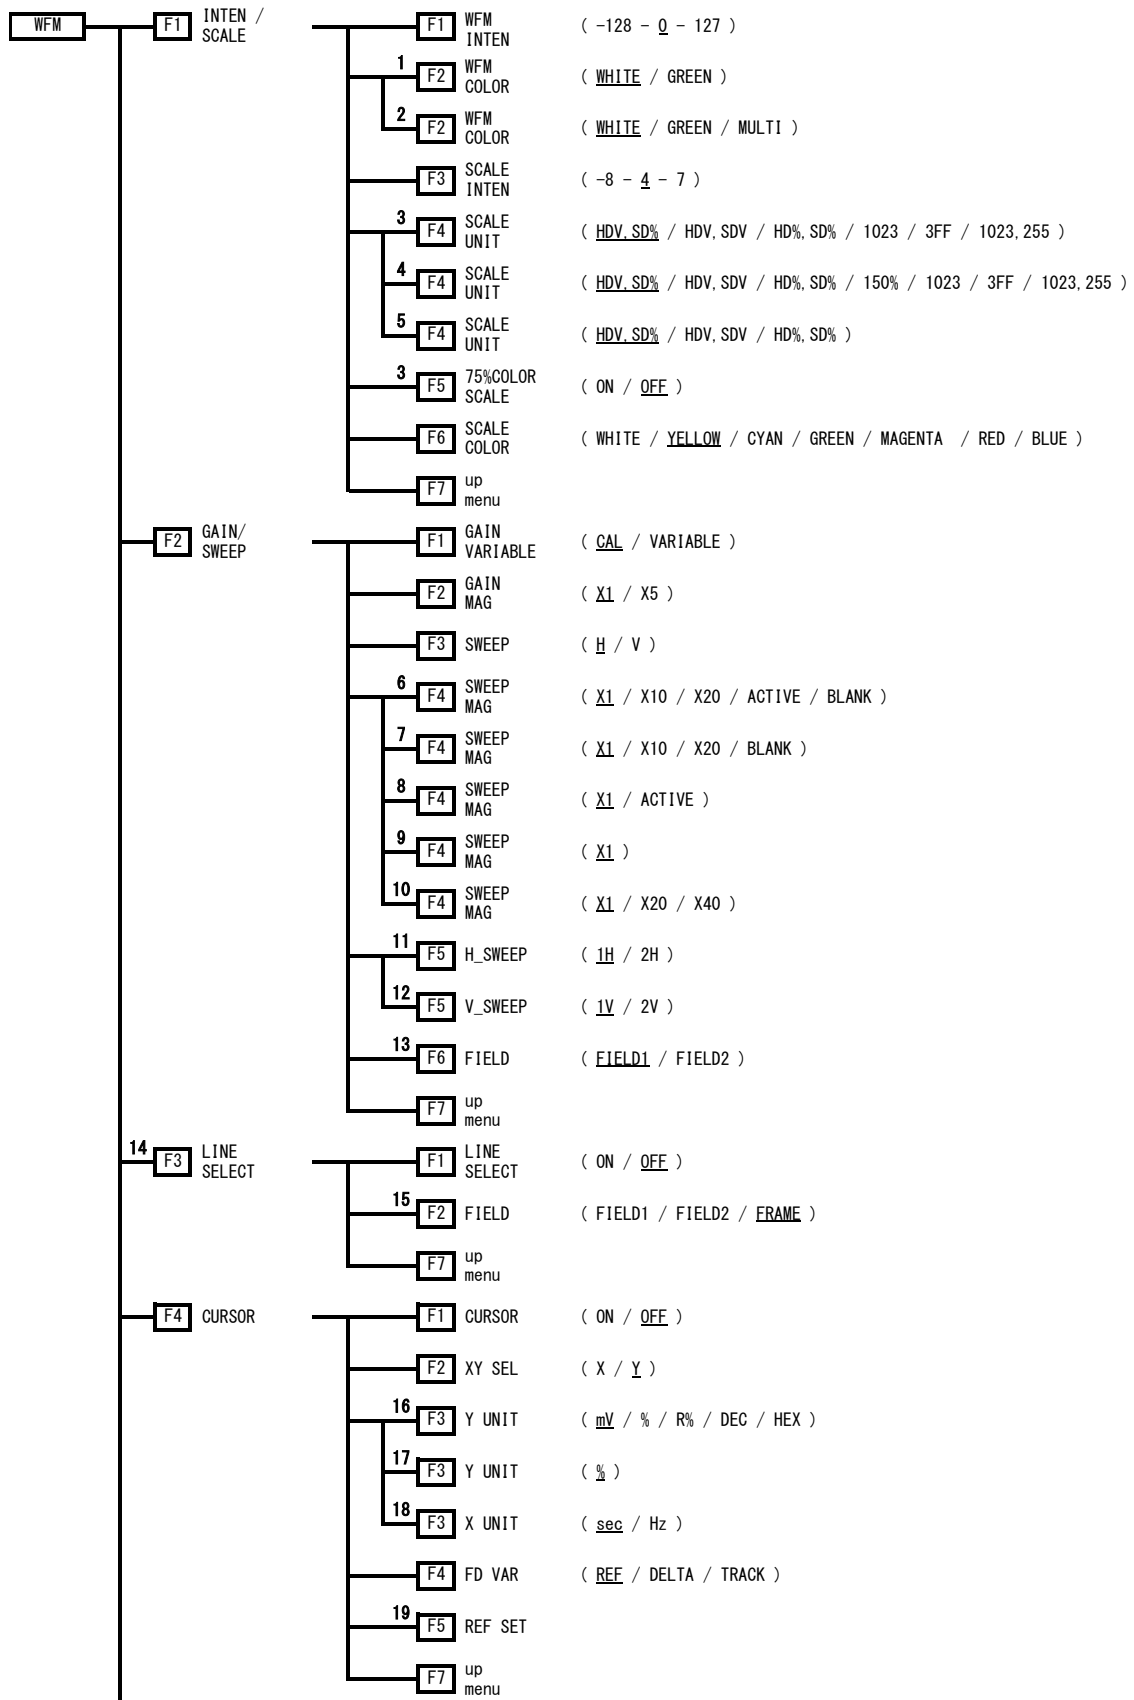 WFM F1 INTEN / SCALE F1 WFM INTEN ( -128 - 0 - 127 )
1 F2 WFM COLOR ( WHITE / GREEN )
2 F2 WFM COLOR ( WHITE / GREEN / MULTI )
F3 SCALE INTEN ( -8 - 4 - 7 )
3 F4 SCALE UNIT ( HDV,SD% / HDV,SDV / HD%,SD% / 1023 / 3FF / 1023,255 )
4 F4 SCALE UNIT ( HDV,SD% / HDV,SDV / HD%,SD% / 150% / 1023 / 3FF / 1023,255 )
5 F4 SCALE UNIT ( HDV,SD% / HDV,SDV / HD%,SD% )
3 F5 75%COLOR SCALE ( ON / OFF )
F6 SCALE COLOR ( WHITE / YELLOW / CYAN / GREEN / MAGENTA / RED / BLUE )
F7 up menu
F2 GAIN/ SWEEP F1 GAIN VARIABLE ( CAL / VARIABLE )
F2 GAIN MAG ( X1 / X5 )
F3 SWEEP ( H / V )
6 F4 SWEEP MAG ( X1 / X10 / X20 / ACTIVE / BLANK )
7 F4 SWEEP MAG ( X1 / X10 / X20 / BLANK )
8 F4 SWEEP MAG ( X1 / ACTIVE )
9 F4 SWEEP MAG ( X1 )
10 F4 SWEEP MAG ( X1 / X20 / X40 )
11 F5 H_SWEEP ( 1H / 2H )
12 F5 V_SWEEP ( 1V / 2V )
13 F6 FIELD ( FIELD1 / FIELD2 )
F7 up menu
14 F3 LINE SELECT F1 LINE SELECT ( ON / OFF )
15 F2 FIELD ( FIELD1 / FIELD2 / FRAME )
F7 up menu
F4 CURSOR F1 CURSOR ( ON / OFF )
F2 XY SEL ( X / Y )
16 F3 Y UNIT ( mV / % / R% / DEC / HEX )
17 F3 Y UNIT ( % )
18 F3 X UNIT ( sec / Hz )
F4 FD VAR ( REF / DELTA / TRACK )
19 F5 REF SET
F7 up menu